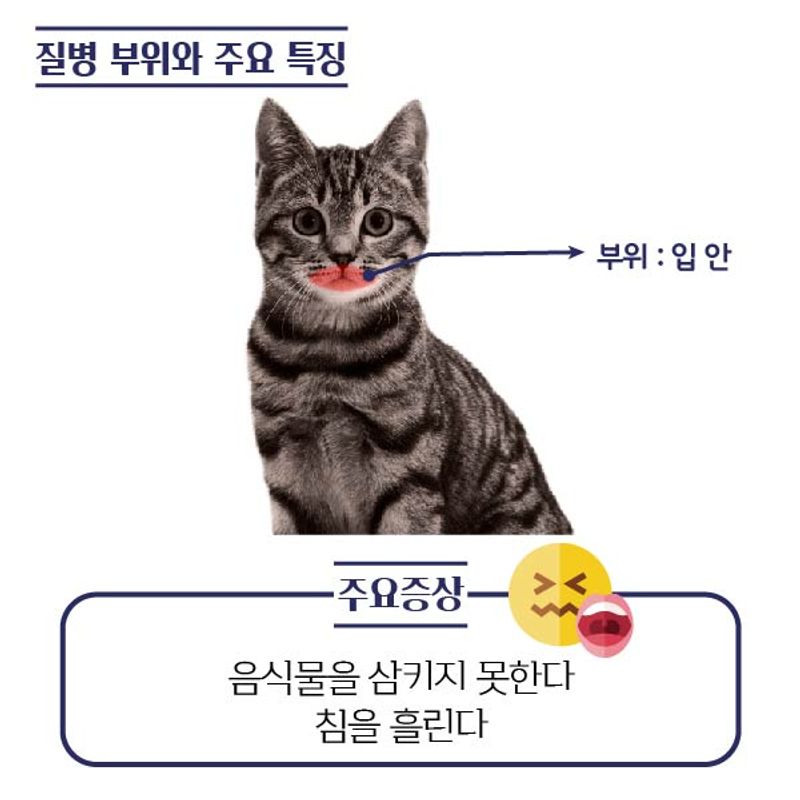 질병 부위와 주요 특징
부위 : 입 안
주요증상
음식물을 삼키지 못한다
침을 흘린다